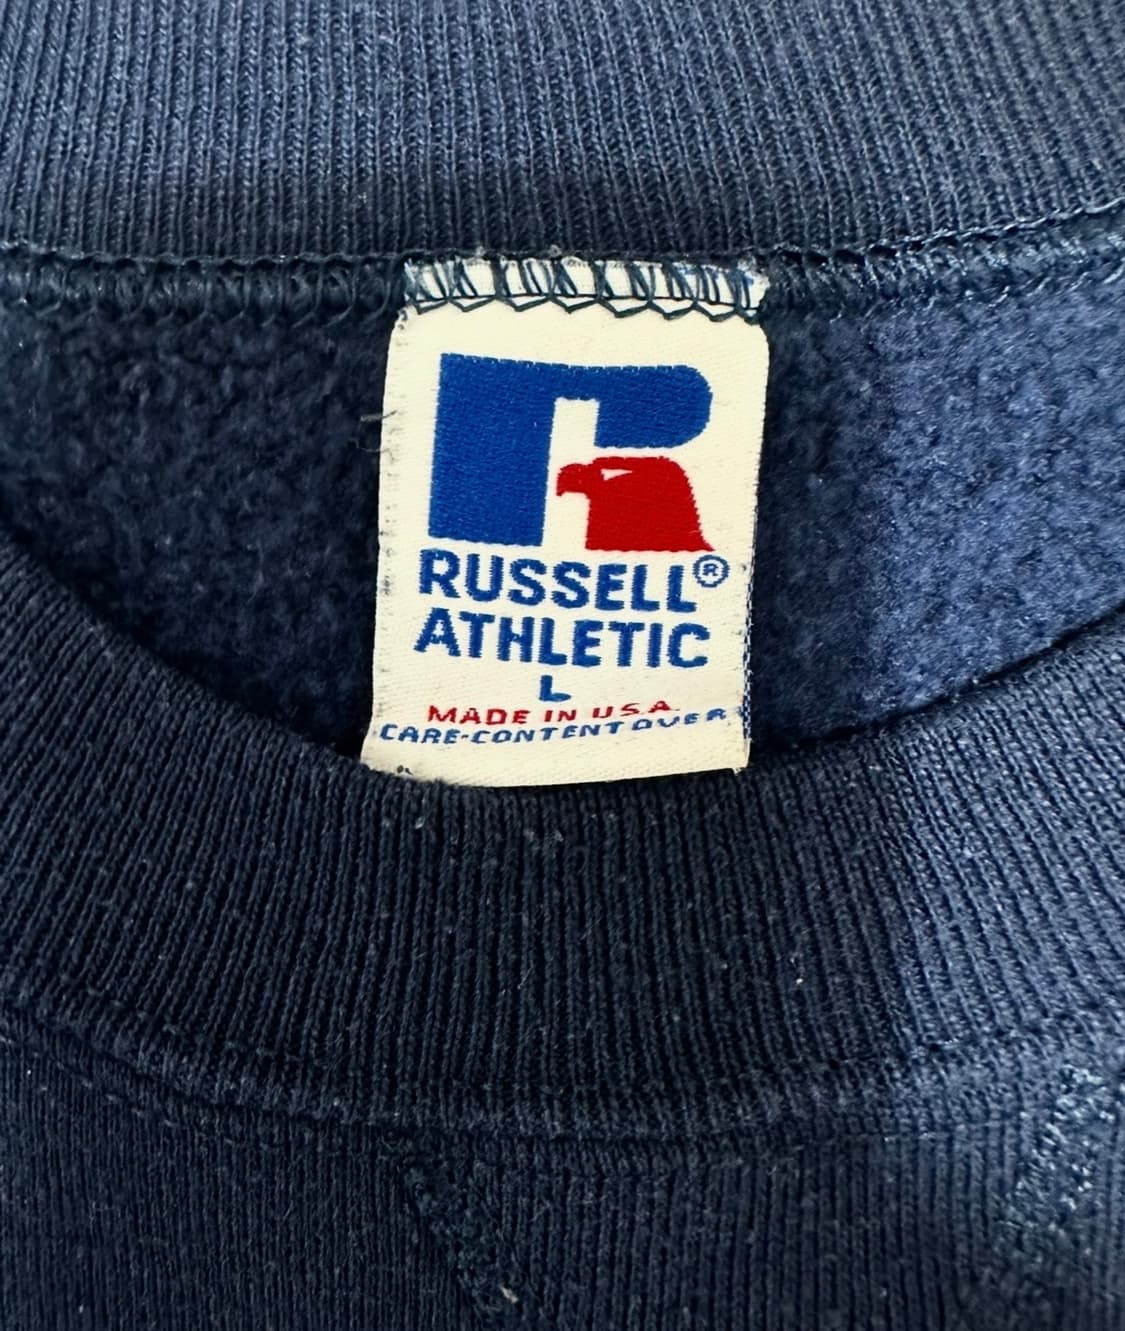 RUSSELL®
ATHLETIC
L
MADE IN U.S.A.
CARE-CONTENT OVER